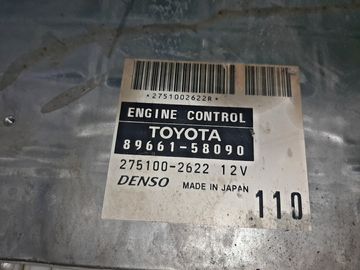 *2751002622R*
ENGINE CONTROL
TOYOTA
89661-58090
275100-2622 12V
DENSO MADE IN JAPAN
110